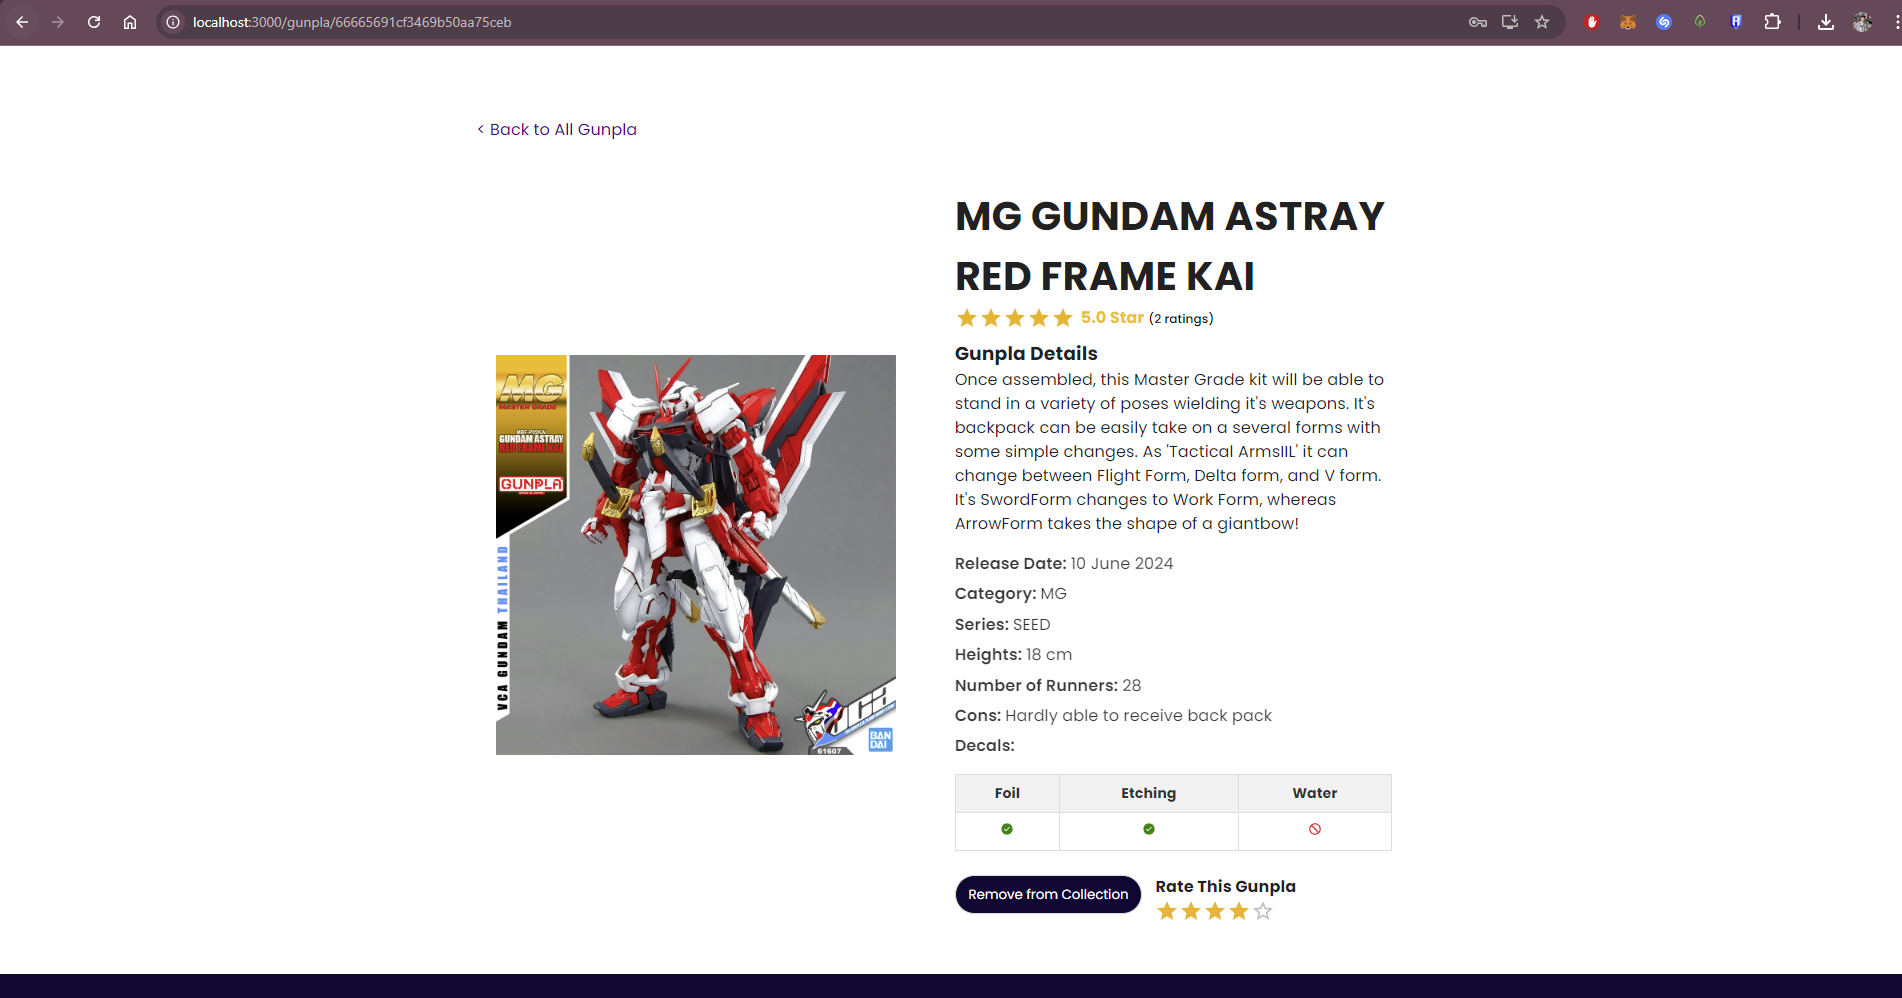 localhost:3000/gunpla/66665691cf3469b50aa75ceb
< Back to All Gunpla
MG GUNDAM ASTRAY
RED FRAME KAI
5.0 Star (2 ratings)
Gunpla Details
Once assembled, this Master Grade kit will be able to
stand in a variety of poses wielding it's weapons. It's
backpack can be easily take on a several forms with
some simple changes. As 'Tactical ArmsIIL' it can
change between Flight Form, Delta form, and V form.
It's SwordForm changes to Work Form, whereas
ArrowForm takes the shape of a giantbow!
Release Date: 10 June 2024
Category: MG
Series: SEED
Heights: 18 cm
Number of Runners: 28
Cons: Hardly able to receive back pack
Decals:
Foil Etching Water
Remove from Collection
Rate This Gunpla
MG
MASTER GRADE
MBF-P02KAI
GUNDAM ASTRAY
RED FRAME KAI
GUNPLA
VCA GUNDAM THAILAND
VCA
61607
BAN
DAI